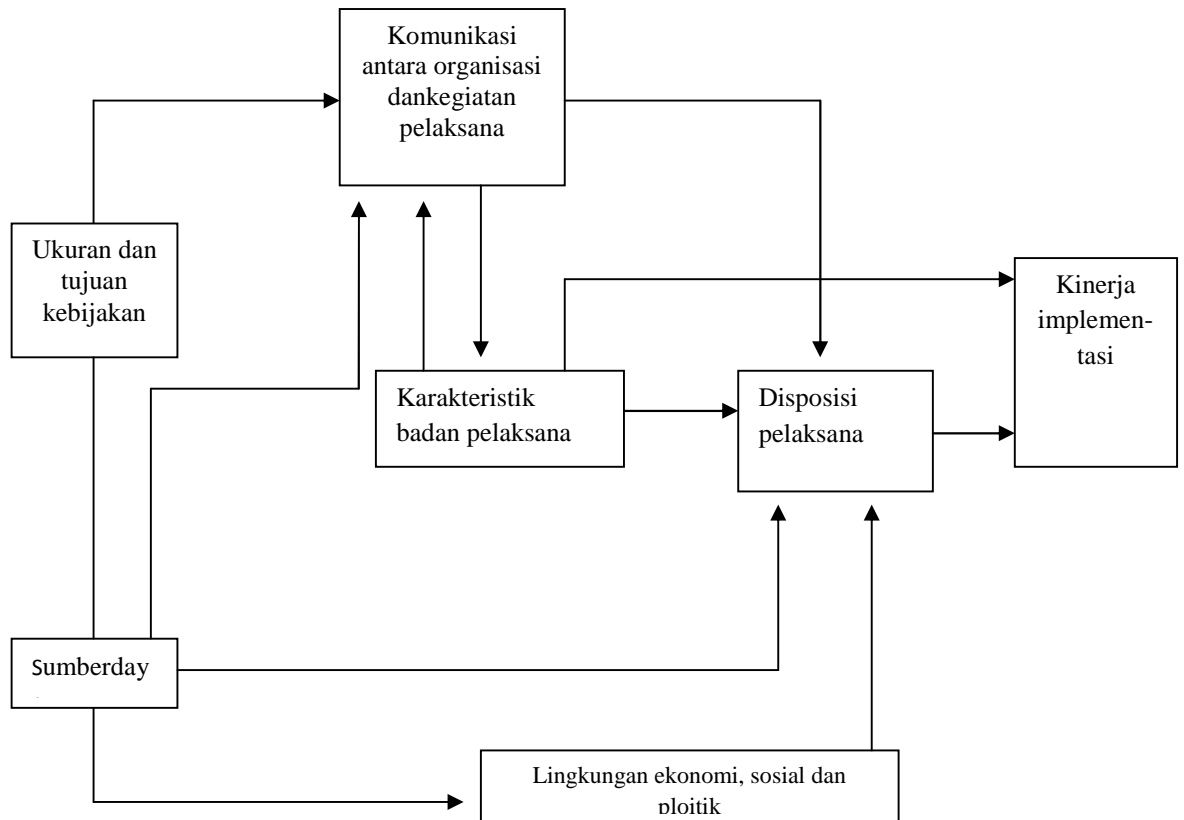 Komunikasi
antara organisasi
dankegiatan
pelaksana
Ukuran dan
tujuan
kebijakan
Kinerja
implemen-
tasi
Karakteristik
badan pelaksana
Disposisi
pelaksana
Sumberday
Lingkungan ekonomi, sosial dan
ploitik